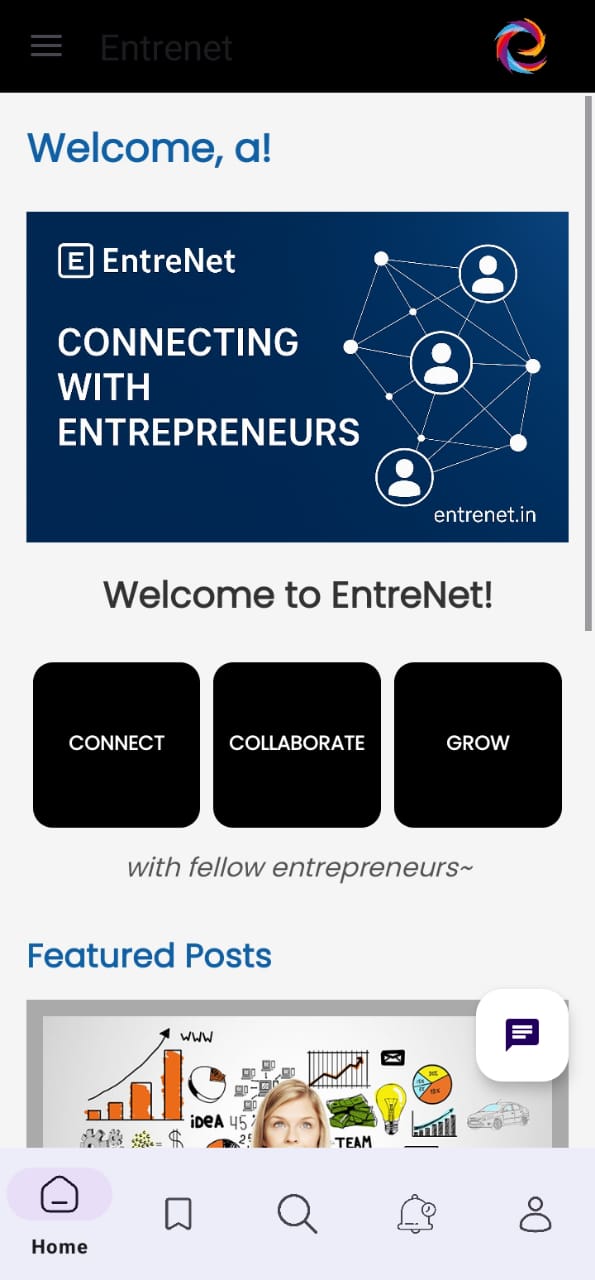 Entrenet
Welcome, a!
E EntreNet
CONNECTING
WITH
ENTREPRENEURS
entrenet.in
Welcome to EntreNet!
CONNECT COLLABORATE GROW
with fellow entrepreneurs~
Featured Posts
WWW
iDEA 45
TEAM
Home